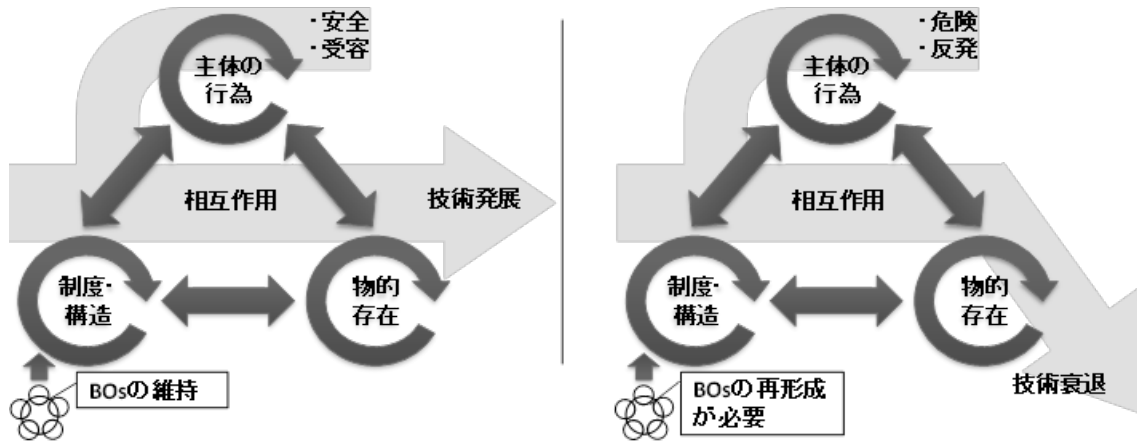 ・安全
・受容
主体の
行為
相互作用
技術発展
制度・
構造
物的
存在
BOsの維持
・危険
・反発
主体の
行為
相互作用
制度・
構造
物的
存在
技術衰退
BOsの再形成
が必要